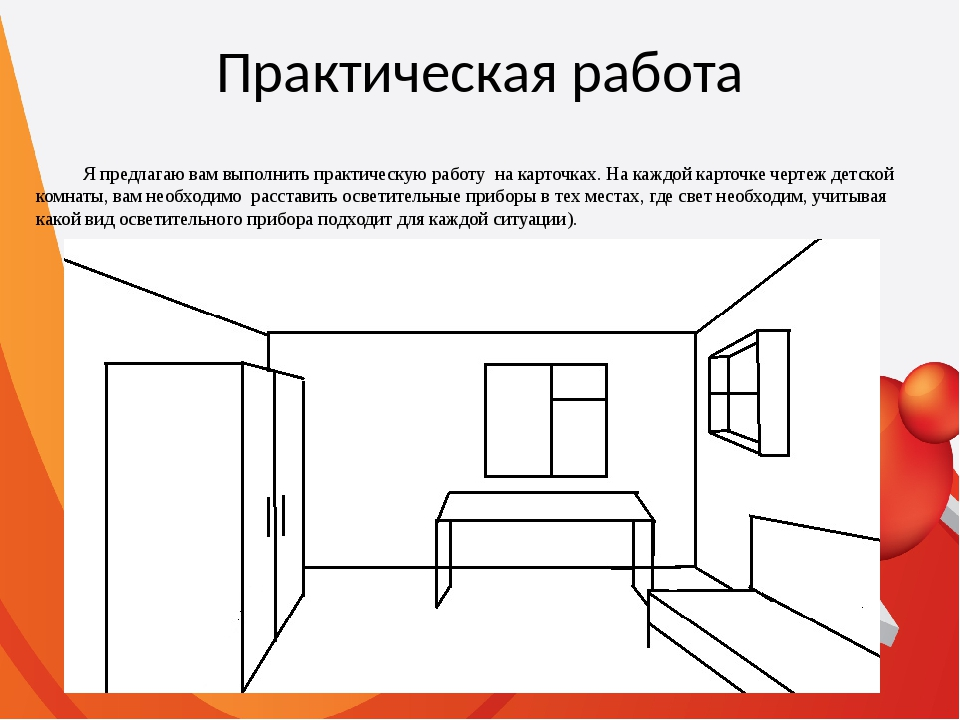 Практическая работа
Я предлагаю вам выполнить практическую работу на карточках. На каждой карточке чертеж детской
комнаты, вам необходимо расставить осветительные приборы в тех местах, где свет необходим, учитывая
какой вид осветительного прибора подходит для каждой ситуации).